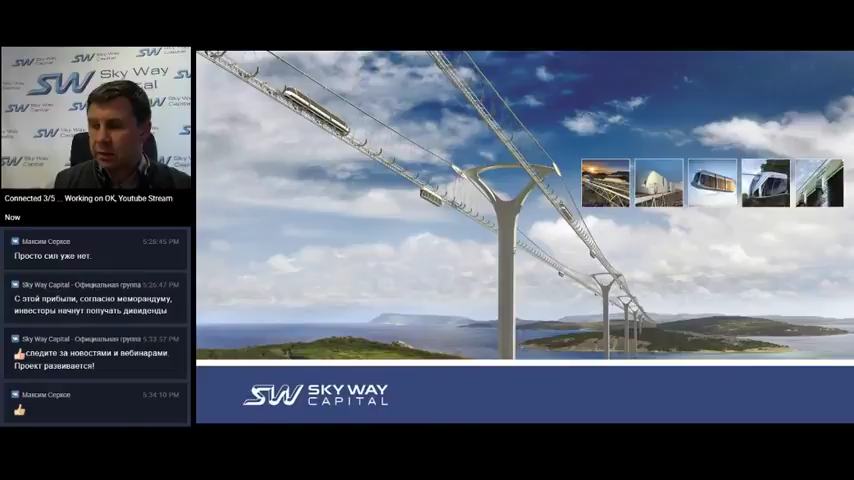 SW Sky Way
Capital
Connected 3/5 ... Working on OK, Youtube Stream
Now
Максим Серков 5:26:45 PM
Просто сил уже нет.
Sky Way Capital - Официальная группа 5:26:47 PM
С этой прибыли, согласно меморандуму,
инвесторы начнут получать дивиденды
Sky Way Capital - Официальная группа 5:33:57 PM
следите за новостями и вебинарами.
Проект развивается!
Максим Серков 5:34:10 PM
SW SKY WAY
CAPITAL